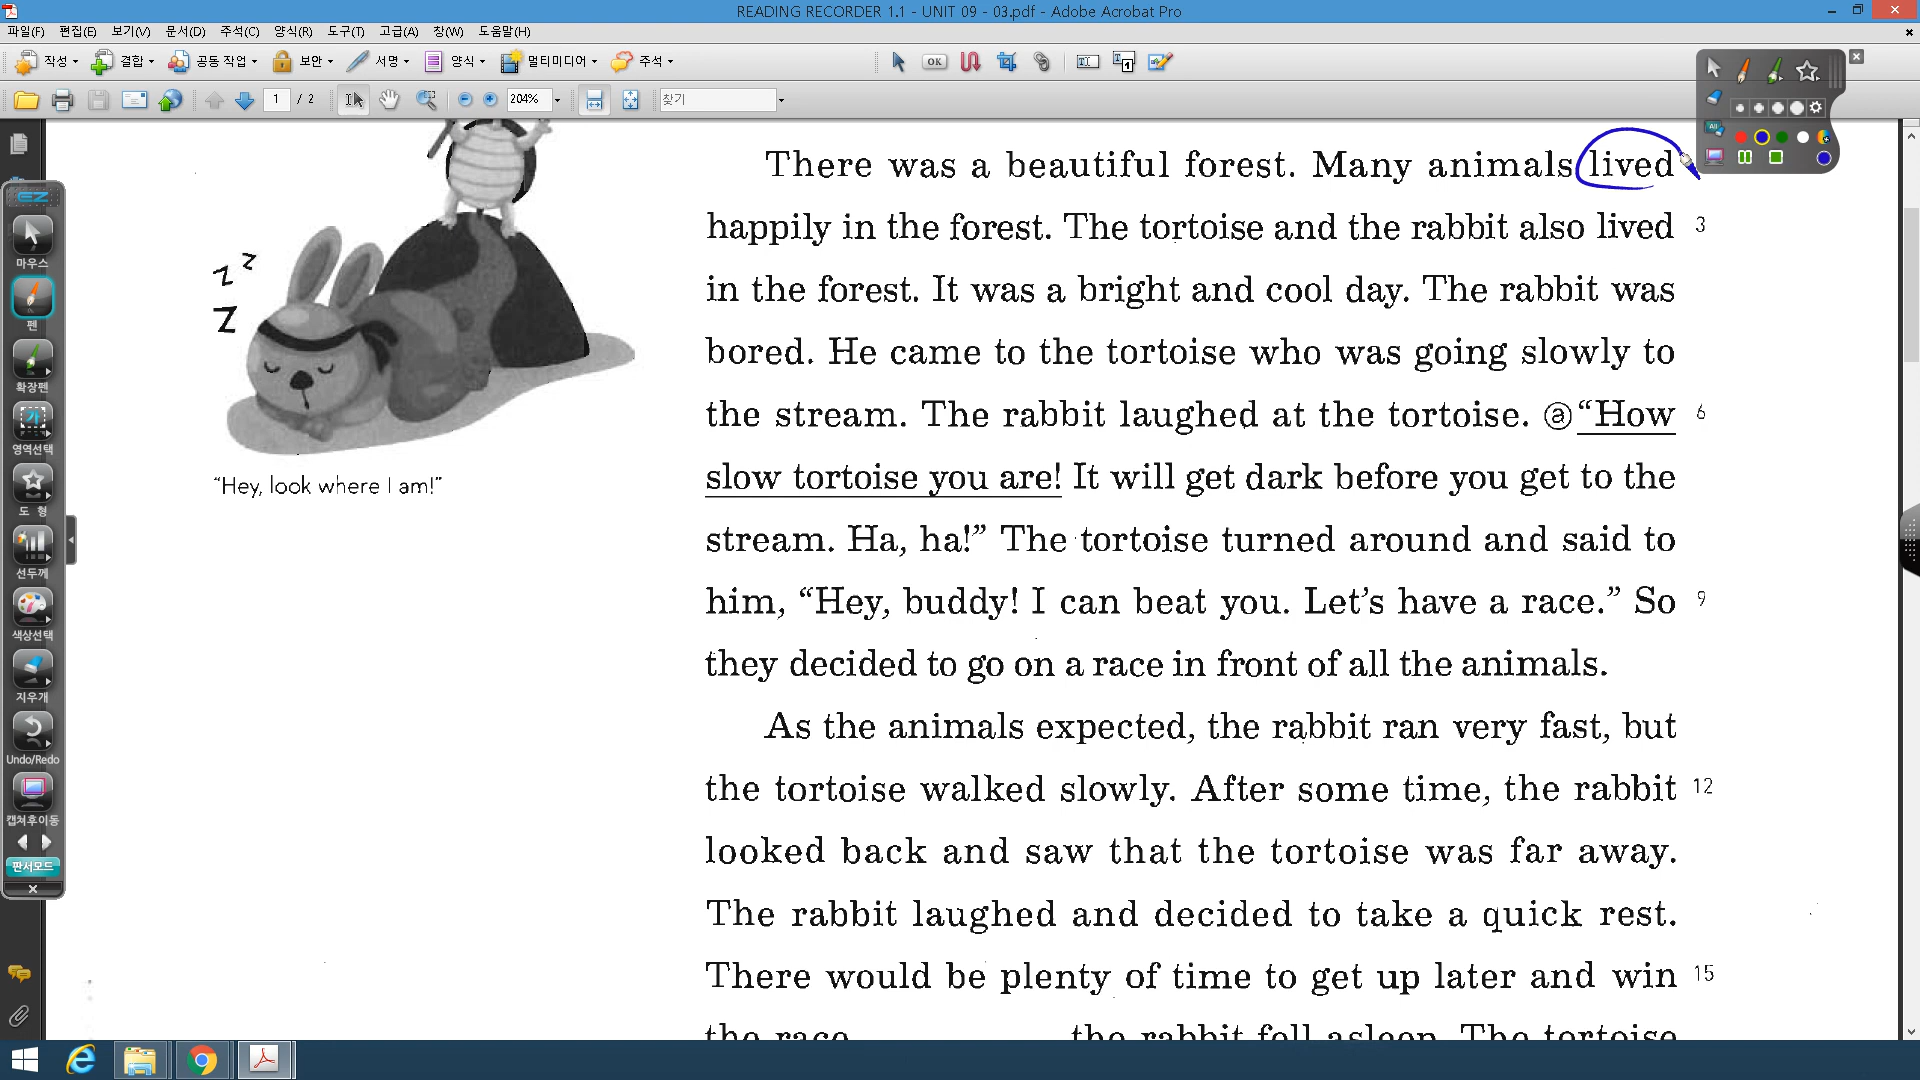 READING RECORDER 1.1 - UNIT 09 - 03.pdf - Adobe Acrobat Pro
파일(F) 편집(E) 보기(V) 문서(D) 주석(C) 양식(R) 도구(T) 고급(A) 창(W) 도움말(H)
작성 결합 공동 작업 보안 서명 양식 멀티미디어 주석 OK
1 / 2 204% 찾기
EZ
마우스
펜
확장펜
영역선택
도 형
선두께
색상선택
지우개
Undo/Redo
캡쳐후이동
판서모드
z z
z
"Hey, look where I am!"
There was a beautiful forest. Many animals lived
happily in the forest. The tortoise and the rabbit also lived 3
in the forest. It was a bright and cool day. The rabbit was
bored. He came to the tortoise who was going slowly to
the stream. The rabbit laughed at the tortoise. ⓐ “How 6
slow tortoise you are! It will get dark before you get to the
stream. Ha, ha!” The tortoise turned around and said to
him, “Hey, buddy! I can beat you. Let’s have a race.” So 9
they decided to go on a race in front of all the animals.
As the animals expected, the rabbit ran very fast, but
the tortoise walked slowly. After some time, the rabbit 12
looked back and saw that the tortoise was far away.
The rabbit laughed and decided to take a quick rest.
There would be plenty of time to get up later and win 15
the race the rabbit fell asleep. The tortoise